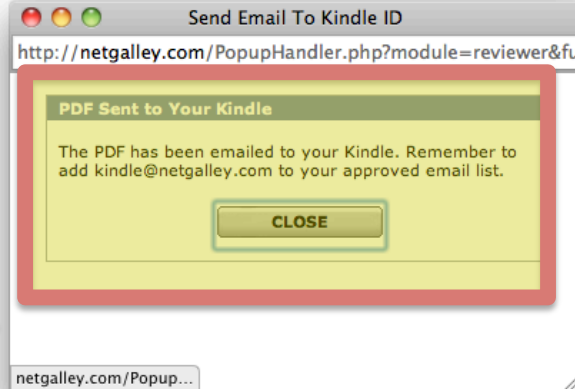 Send Email To Kindle ID
http://netgalley.com/PopupHandler.php?module=reviewer&fu
PDF Sent to Your Kindle
The PDF has been emailed to your Kindle. Remember to
add kindle@netgalley.com to your approved email list.
CLOSE
netgalley.com/Popup...